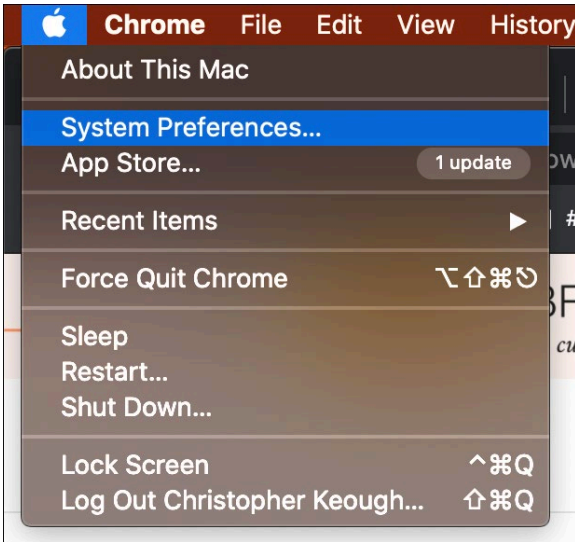 Chrome File Edit View History
About This Mac
System Preferences...
App Store... 1 update
Recent Items ▶
Force Quit Chrome ⌥⇧⌘⎋
Sleep
Restart...
Shut Down...
Lock Screen ^⌘Q
Log Out Christopher Keough... ⇧⌘Q
#
cu